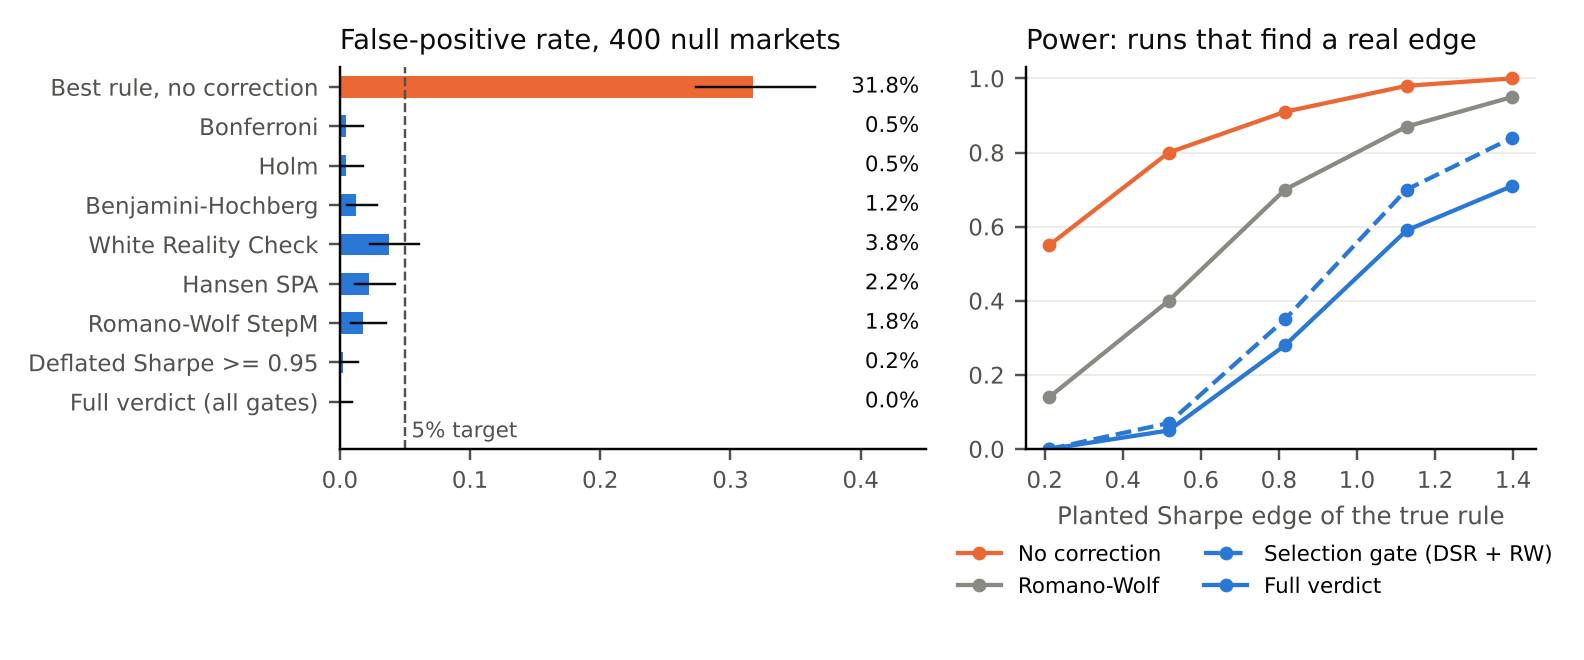 False-positive rate, 400 null markets
Best rule, no correction 31.8%
Bonferroni 0.5%
Holm 0.5%
Benjamini-Hochberg 1.2%
White Reality Check 3.8%
Hansen SPA 2.2%
Romano-Wolf StepM 1.8%
Deflated Sharpe >= 0.95 0.2%
Full verdict (all gates) 0.0%
5% target
0.0 0.1 0.2 0.3 0.4
Power: runs that find a real edge
1.0
0.8
0.6
0.4
0.2
0.0
0.2 0.4 0.6 0.8 1.0 1.2 1.4
Planted Sharpe edge of the true rule
No correction
Romano-Wolf
Selection gate (DSR + RW)
Full verdict